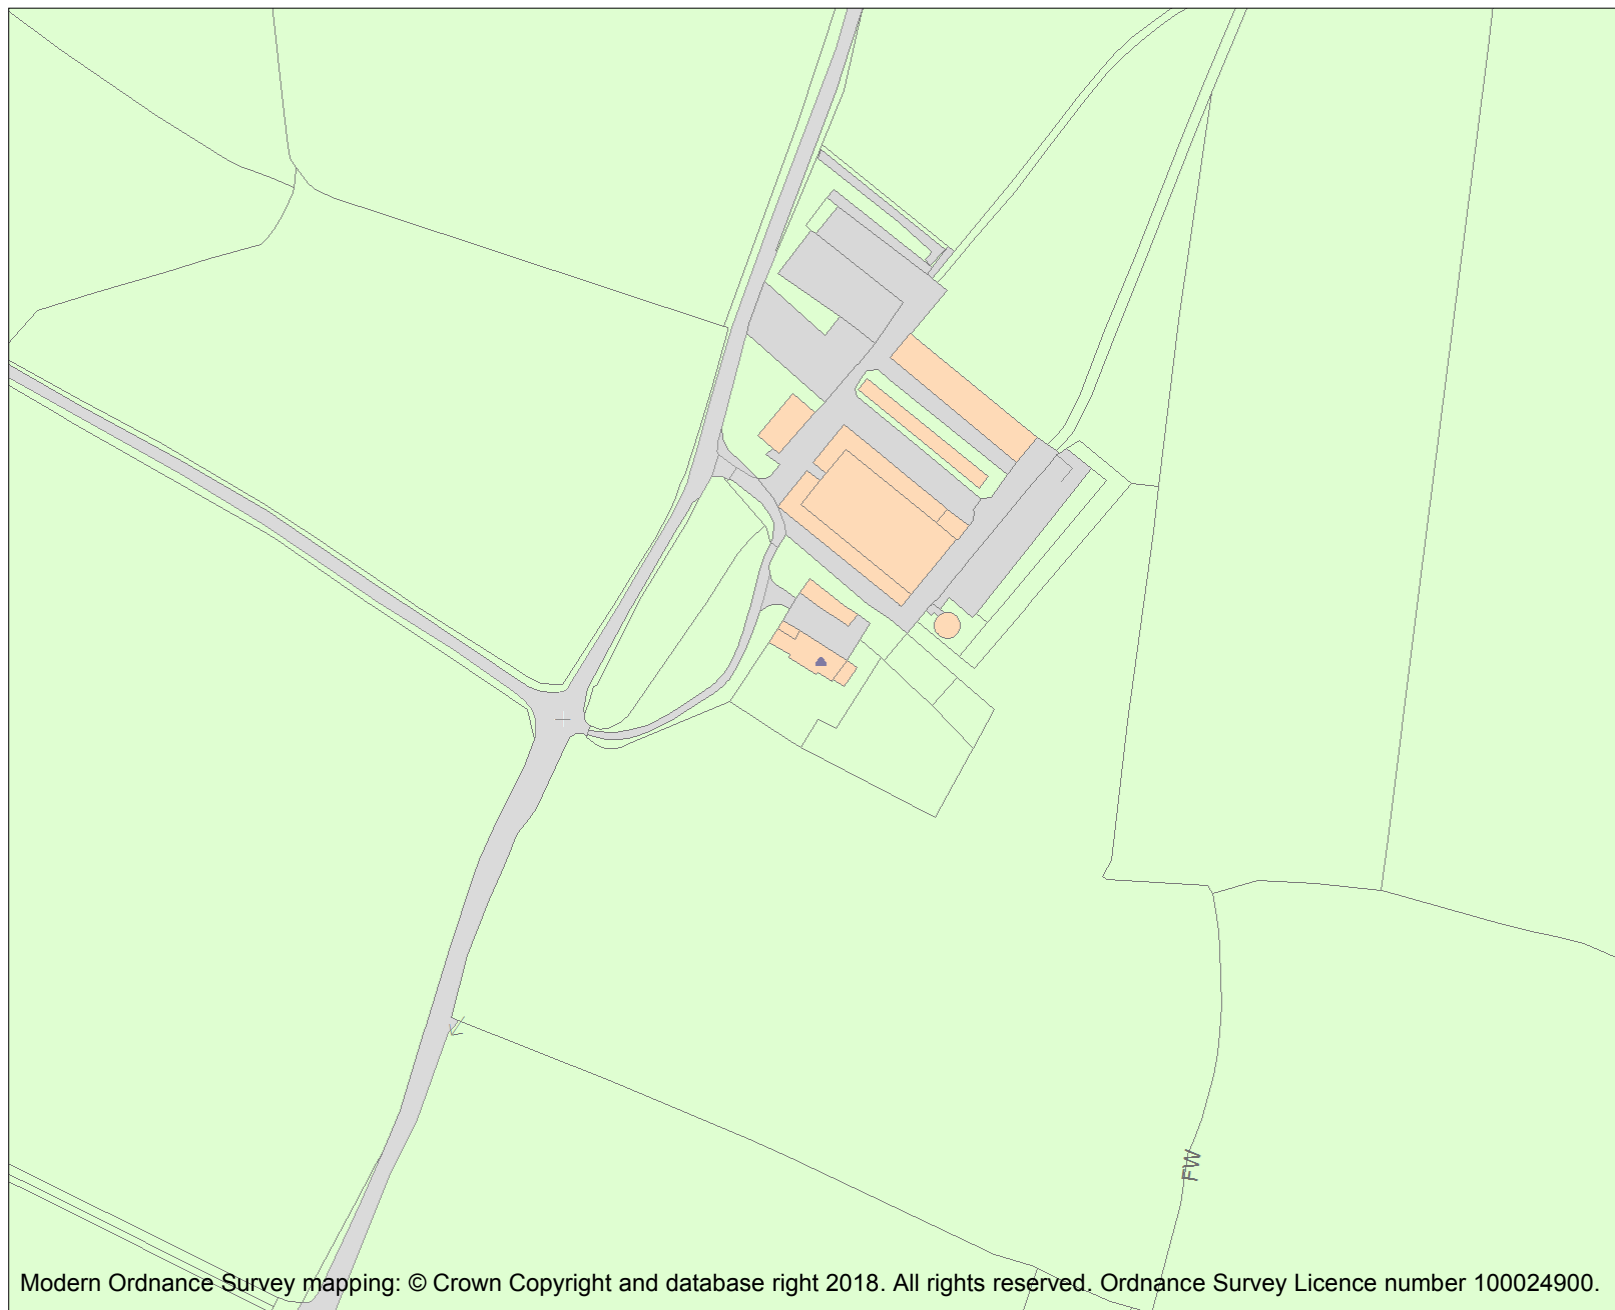 FW
Modern Ordnance Survey mapping: © Crown Copyright and database right 2018. All rights reserved. Ordnance Survey Licence number 100024900.